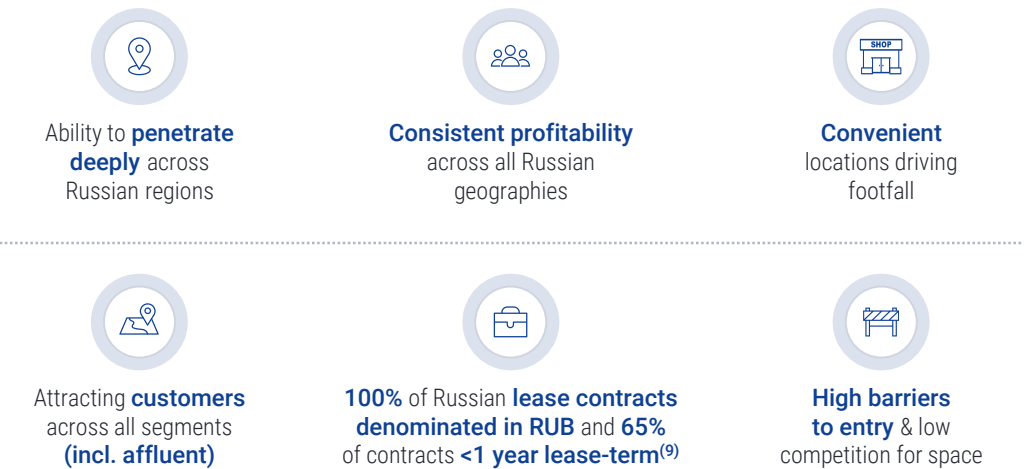 SHOP
Ability to penetrate
deeply across
Russian regions
Consistent profitability
across all Russian
geographies
Convenient
locations driving
footfall
Attracting customers
across all segments
(incl. affluent)
100% of Russian lease contracts
denominated in RUB and 65%
of contracts <1 year lease-term(9)
High barriers
to entry & low
competition for space